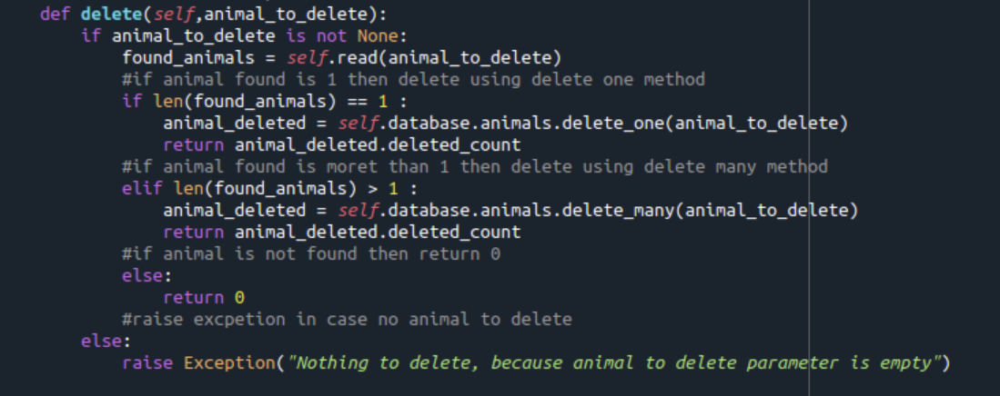 def delete(self,animal_to_delete):
    if animal_to_delete is not None:
        found_animals = self.read(animal_to_delete)
        #if animal found is 1 then delete using delete one method
        if len(found_animals) == 1 :
            animal_deleted = self.database.animals.delete_one(animal_to_delete)
            return animal_deleted.deleted_count
        #if animal found is moret than 1 then delete using delete many method
        elif len(found_animals) > 1 :
            animal_deleted = self.database.animals.delete_many(animal_to_delete)
            return animal_deleted.deleted_count
        #if animal is not found then return 0
        else:
            return 0
        #raise excpetion in case no animal to delete
    else:
        raise Exception("Nothing to delete, because animal to delete parameter is empty")